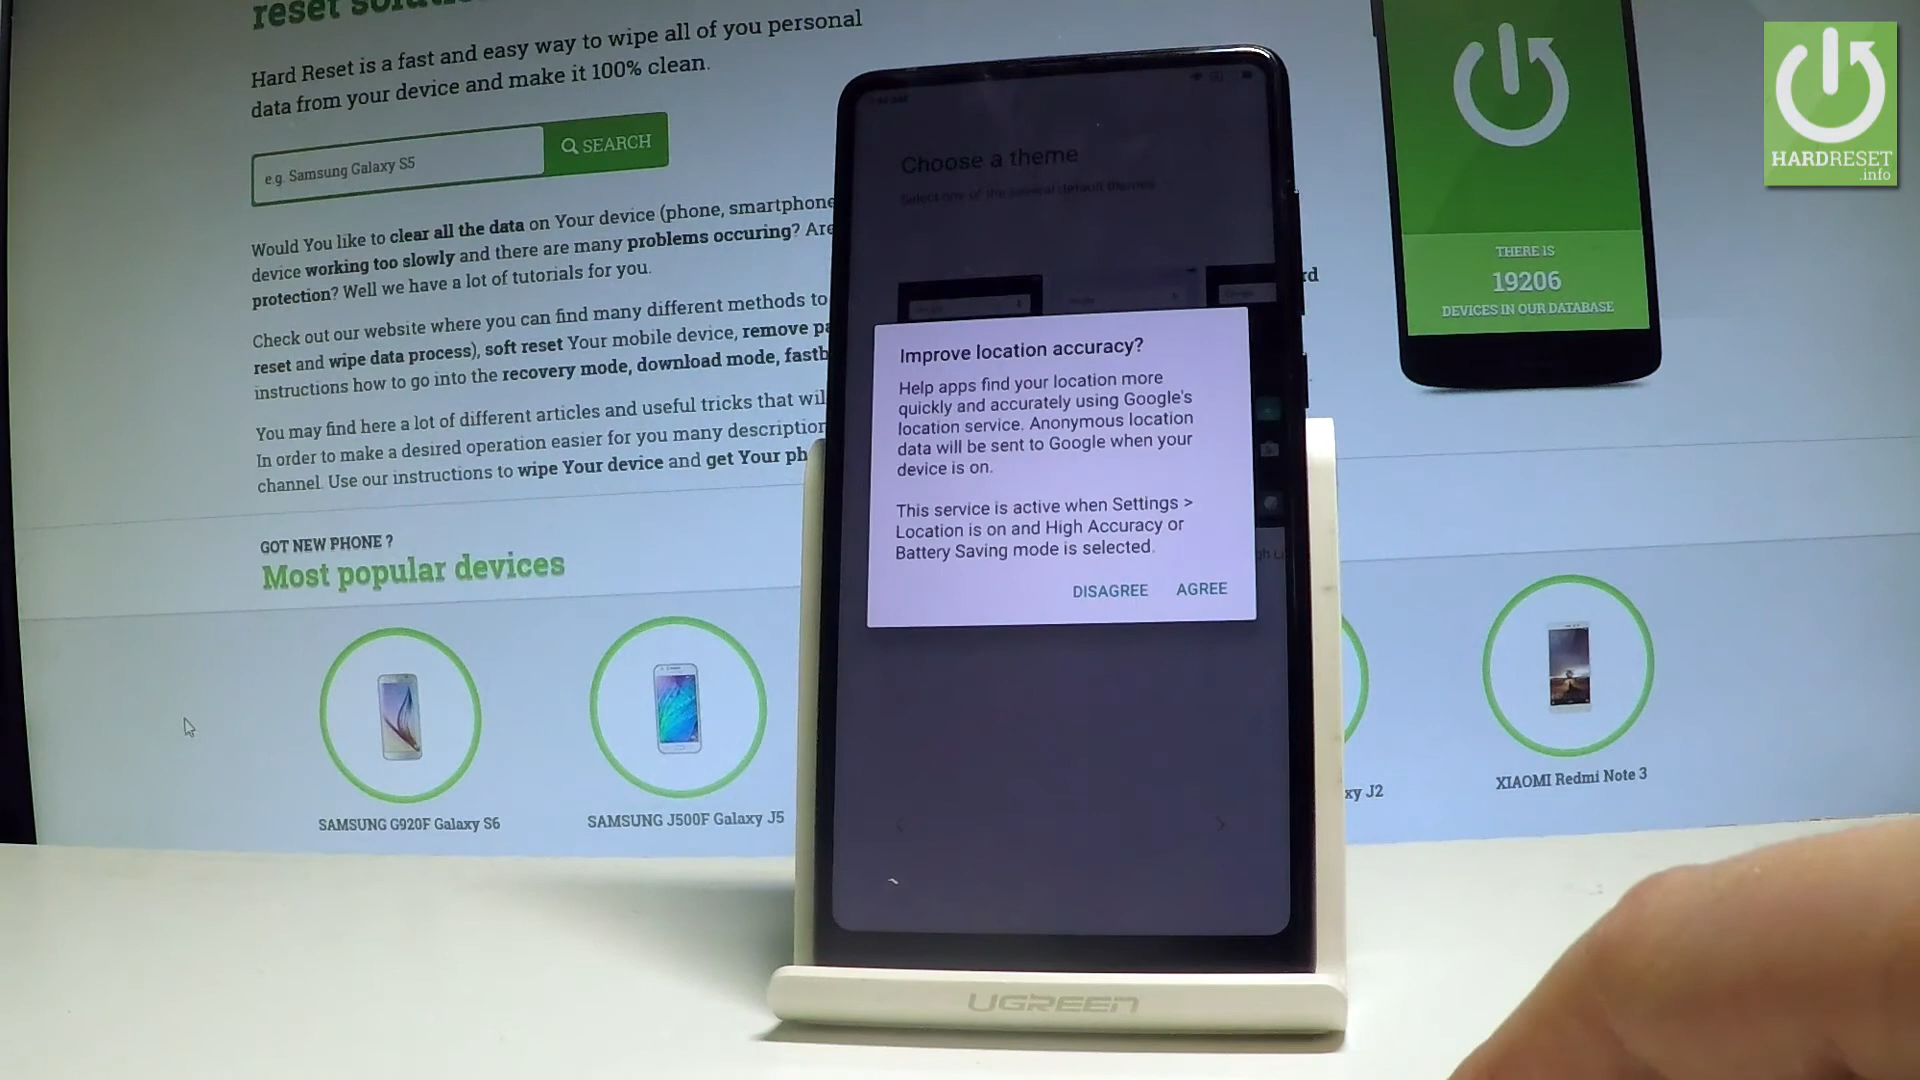 reset
Hard Reset is a fast and easy way to wipe all of you personal
data from your device and make it 100% clean.
e.g. Samsung Galaxy S5
SEARCH
Would You like to clear all the data on Your device (phone, smartphone
device working too slowly and there are many problems occuring? Are
protection? Well we have a lot of tutorials for you.
Check out our website where you can find many different methods to
reset and wipe data process), soft reset Your mobile device, remove
instructions how to go into the recovery mode, download mode,
You may find here a lot of different articles and useful tricks that
In order to make a desired operation easier for you many
channel. Use our instructions to wipe Your device and get Your
GOT NEW PHONE ?
Most popular devices
SAMSUNG G920F Galaxy S6
SAMSUNG J500F Galaxy J5
xy J2
XIAOMI Redmi Note 3
THERE IS
19206
DEVICES IN OUR DATABASE
HARDRESET
.info
Choose a theme
Select one of the several default themes
Improve location accuracy?
Help apps find your location more
quickly and accurately using Google's
location service. Anonymous location
data will be sent to Google when your
device is on.
This service is active when Settings >
Location is on and High Accuracy or
Battery Saving mode is selected.
DISAGREE
AGREE
UGREEN